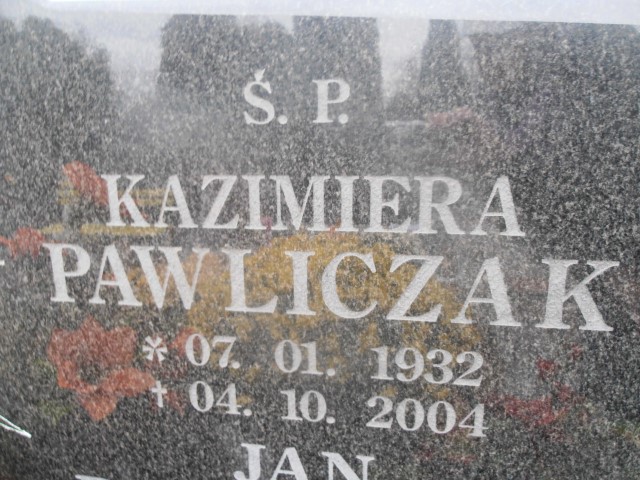 Ś. P.
KAZIMIERA
PAWLICZAK
* 07. 01. 1932
† 04. 10. 2004
JAN